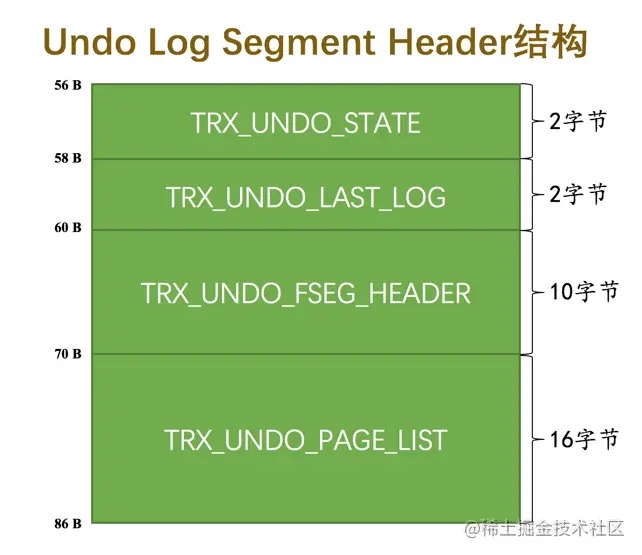 Undo Log Segment Header结构
56 B
TRX_UNDO_STATE
2字节
58 B
TRX_UNDO_LAST_LOG
2字节
60 B
TRX_UNDO_FSEG_HEADER
10字节
70 B
TRX_UNDO_PAGE_LIST
16字节
86 B
@稀土掘金技术社区